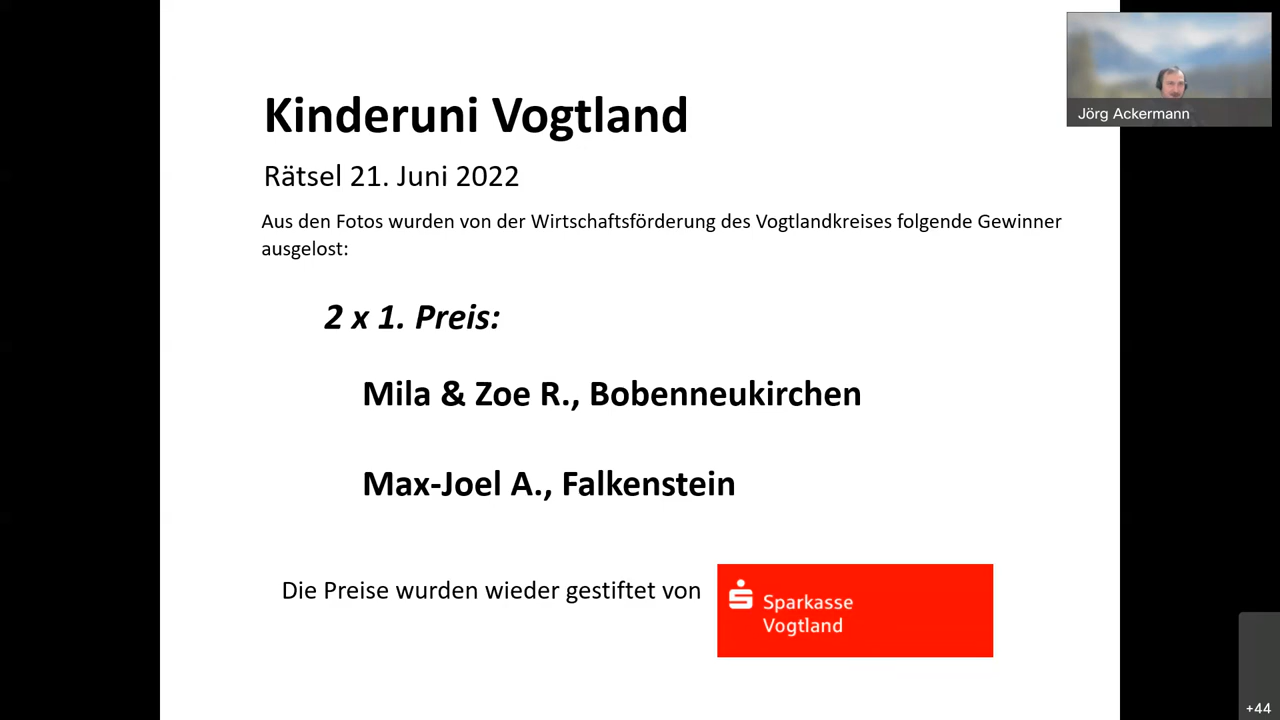 Kinderuni Vogtland
Rätsel 21. Juni 2022
Aus den Fotos wurden von der Wirtschaftsförderung des Vogtlandkreises folgende Gewinner
ausgelost:
2 x 1. Preis:
Mila & Zoe R., Bobenneukirchen
Max-Joel A., Falkenstein
Die Preise wurden wieder gestiftet von
Sparkasse
Vogtland
Jörg Ackermann
+44